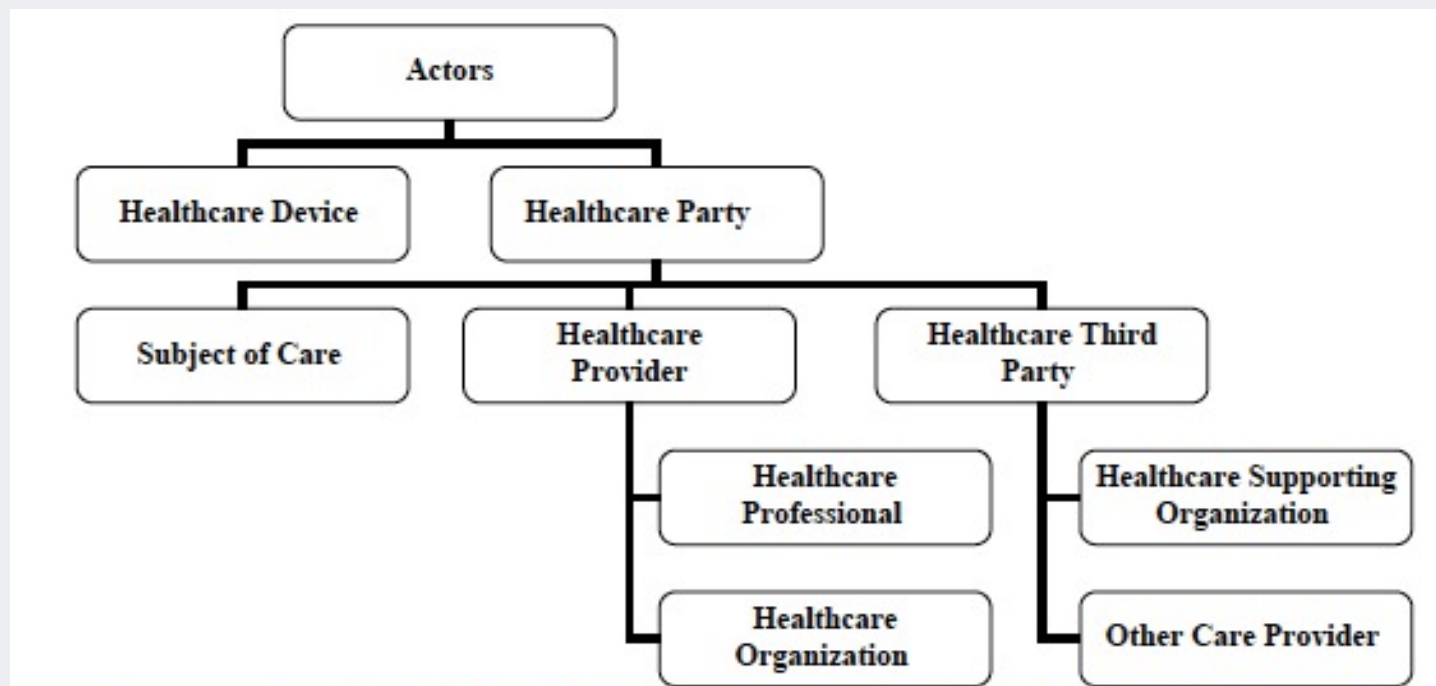 Actors
Healthcare Device
Healthcare Party
Subject of Care
Healthcare
Provider
Healthcare Third
Party
Healthcare
Professional
Healthcare Supporting
Organization
Healthcare
Organization
Other Care Provider